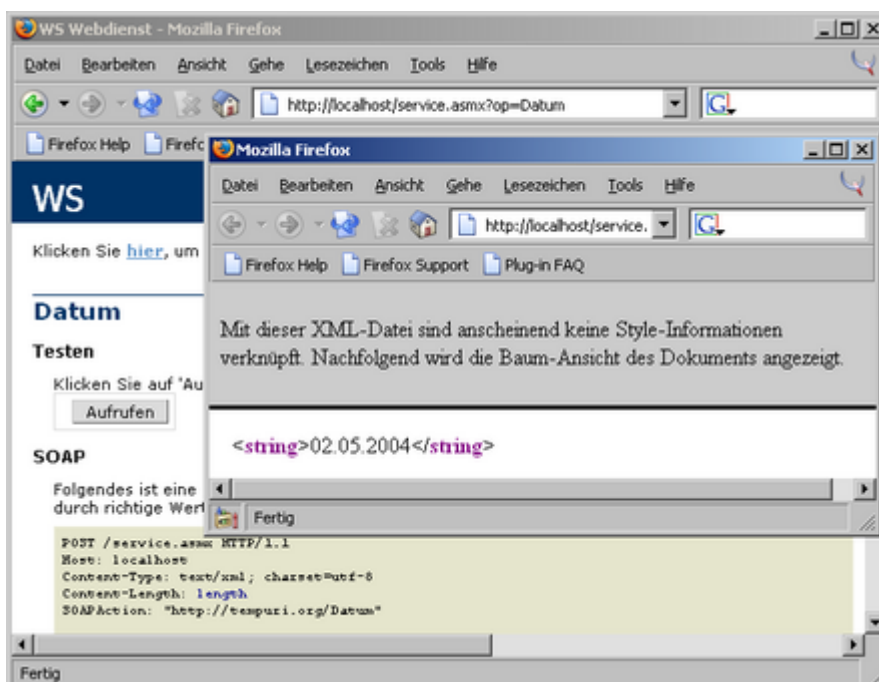 WS Webdienst - Mozilla Firefox
Datei Bearbeiten Ansicht Gehe Lesezeichen Tools Hilfe
http://localhost/service.asmx?op=Datum
Firefox Help Firefc
WS
Klicken Sie hier, um
Datum
Testen
Klicken Sie auf 'Au
Aufrufen
SOAP
Folgendes ist eine
durch richtige Wert
POST /service.asmx HTTP/1.1
Host: localhost
Content-Type: text/xml; charset=utf-8
Content-Length: length
SOAPAction: "http://tempuri.org/Datum"
Fertig
Mozilla Firefox
Datei Bearbeiten Ansicht Gehe Lesezeichen Tools Hilfe
http://localhost/service.
Firefox Help Firefox Support Plug-in FAQ
Mit dieser XML-Datei sind anscheinend keine Style-Informationen
verknüpft. Nachfolgend wird die Baum-Ansicht des Dokuments angezeigt.
<string>02.05.2004</string>
Fertig